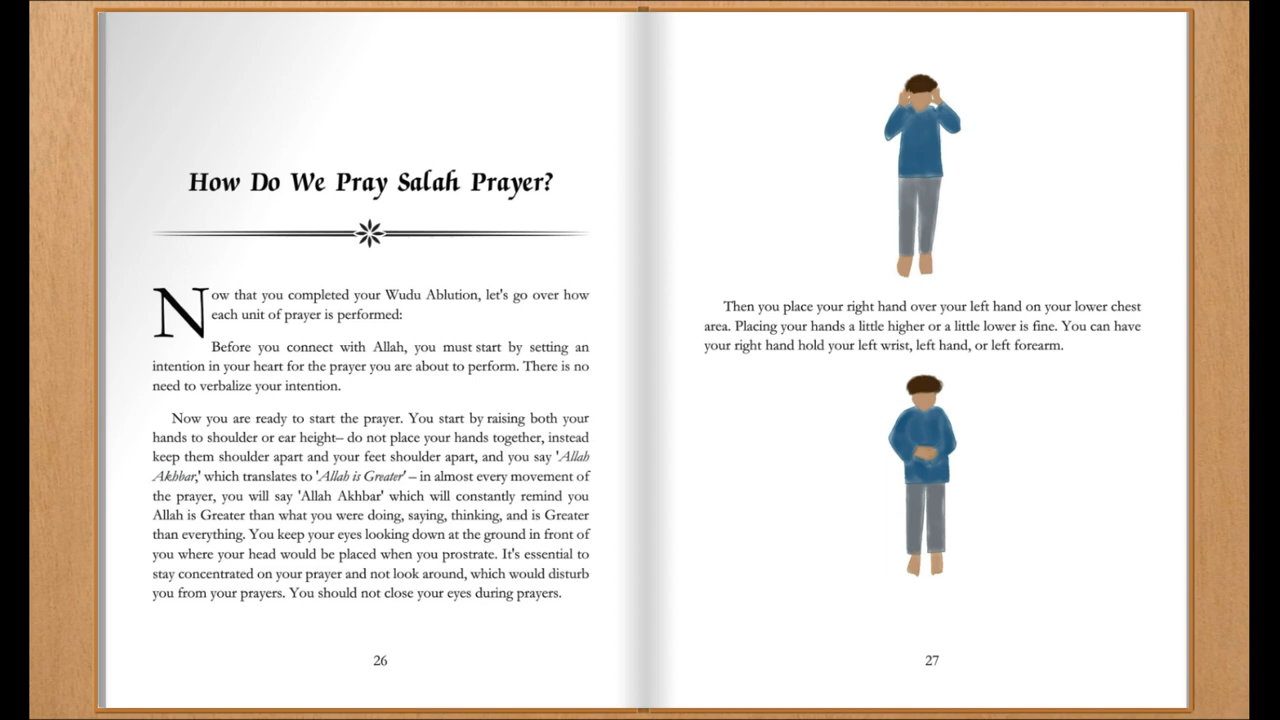 How Do We Pray Salah Prayer?
Now that you completed your Wudu Ablution, let's go over how
each unit of prayer is performed:
Before you connect with Allah, you must start by setting an
intention in your heart for the prayer you are about to perform. There is no
need to verbalize your intention.
Now you are ready to start the prayer. You start by raising both your
hands to shoulder or ear height– do not place your hands together, instead
keep them shoulder apart and your feet shoulder apart, and you say 'Allah
Akhbar,' which translates to 'Allah is Greater' – in almost every movement of
the prayer, you will say 'Allah Akhbar' which will constantly remind you
Allah is Greater than what you were doing, saying, thinking, and is Greater
than everything. You keep your eyes looking down at the ground in front of
you where your head would be placed when you prostrate. It's essential to
stay concentrated on your prayer and not look around, which would disturb
you from your prayers. You should not close your eyes during prayers.
26
Then you place your right hand over your left hand on your lower chest
area. Placing your hands a little higher or a little lower is fine. You can have
your right hand hold your left wrist, left hand, or left forearm.
27